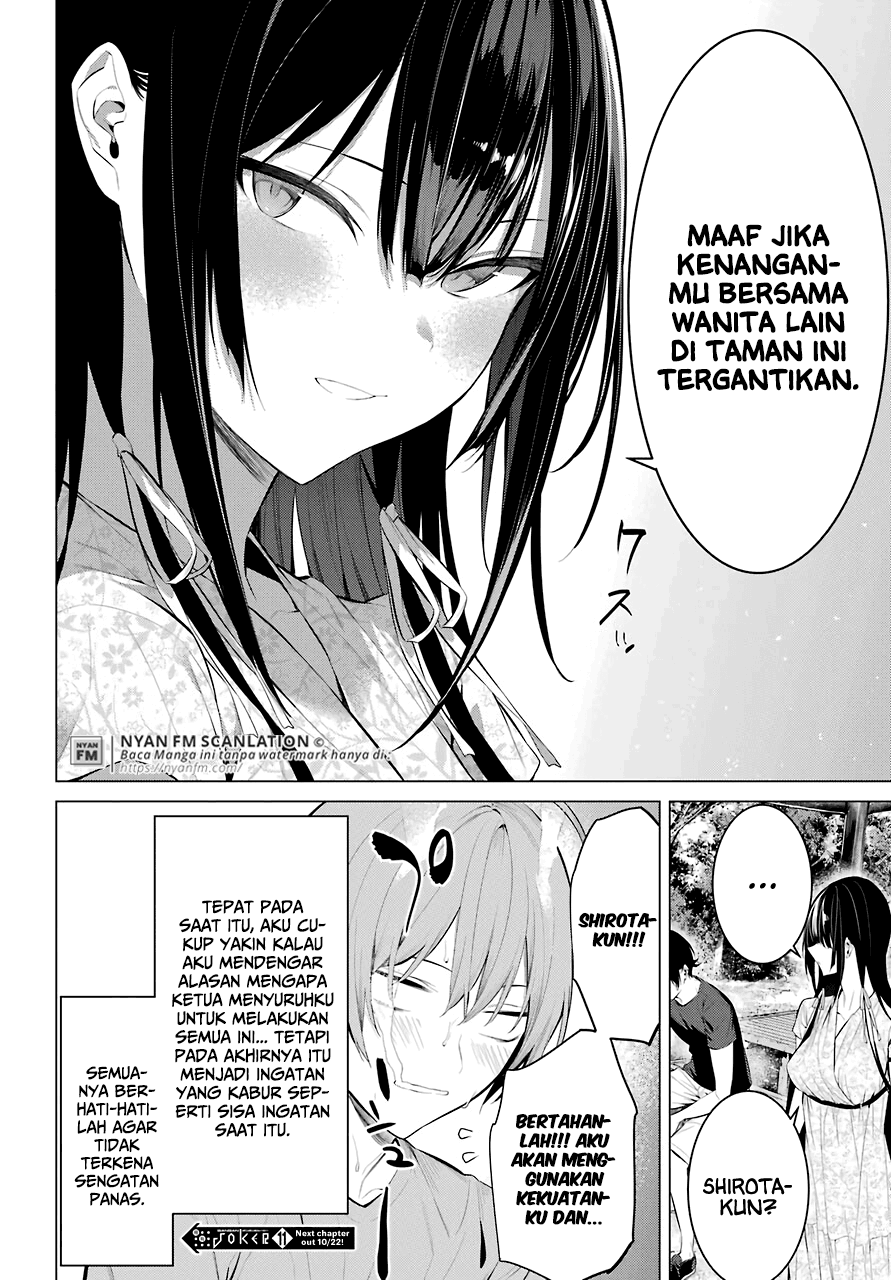 MAAF JIKA
KENANGAN-
MU BERSAMA
WANITA LAIN
DI TAMAN INI
TERGANTIKAN.
クスッ
NYAN
FM
NYAN FM SCANLATION ©
Baca Manga ini tanpa watermark hanya di :
https://nyanfm.com/
...
SHIROTA-
KUN?
SHIROTA-
KUN!!!
BERTAHAN-
LAH!!! AKU
AKAN MENG-
GUNAKAN
KEKUATAN-
KU DAN...
TEPAT PADA
SAAT ITU, AKU CU-
KUP YAKIN KALAU
AKU MENDENGAR
ALASAN MENGAPA
KETUA MENYURUHKU
UNTUK MELAKUKAN
SEMUA INI... TETAPI
PADA AKHIRNYA ITU
MENJADI INGATAN
YANG KABUR SEP-
ERTI SISA INGATAN
SAAT ITU.
SEMUA-
NYA BER-
HATI-HATI-
LAH AGAR
TIDAK
TERKENA
SENGATAN
PANAS.
JOKER 11 Next chapter
out 10/22!